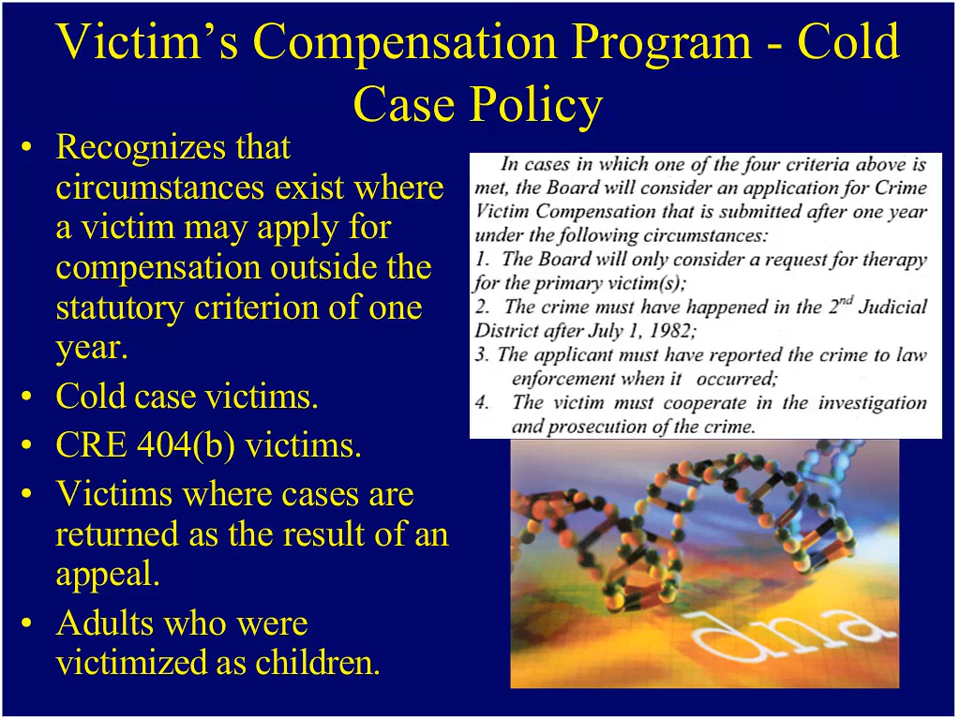 Victim’s Compensation Program - Cold
Case Policy
• Recognizes that
circumstances exist where
a victim may apply for
compensation outside the
statutory criterion of one
year.
• Cold case victims.
• CRE 404(b) victims.
• Victims where cases are
returned as the result of an
appeal.
• Adults who were
victimized as children.
In cases in which one of the four criteria above is
met, the Board will consider an application for Crime
Victim Compensation that is submitted after one year
under the following circumstances:
1. The Board will only consider a request for therapy
for the primary victim(s);
2. The crime must have happened in the 2nd Judicial
District after July 1, 1982;
3. The applicant must have reported the crime to law
enforcement when it occurred;
4. The victim must cooperate in the investigation
and prosecution of the crime.
dna